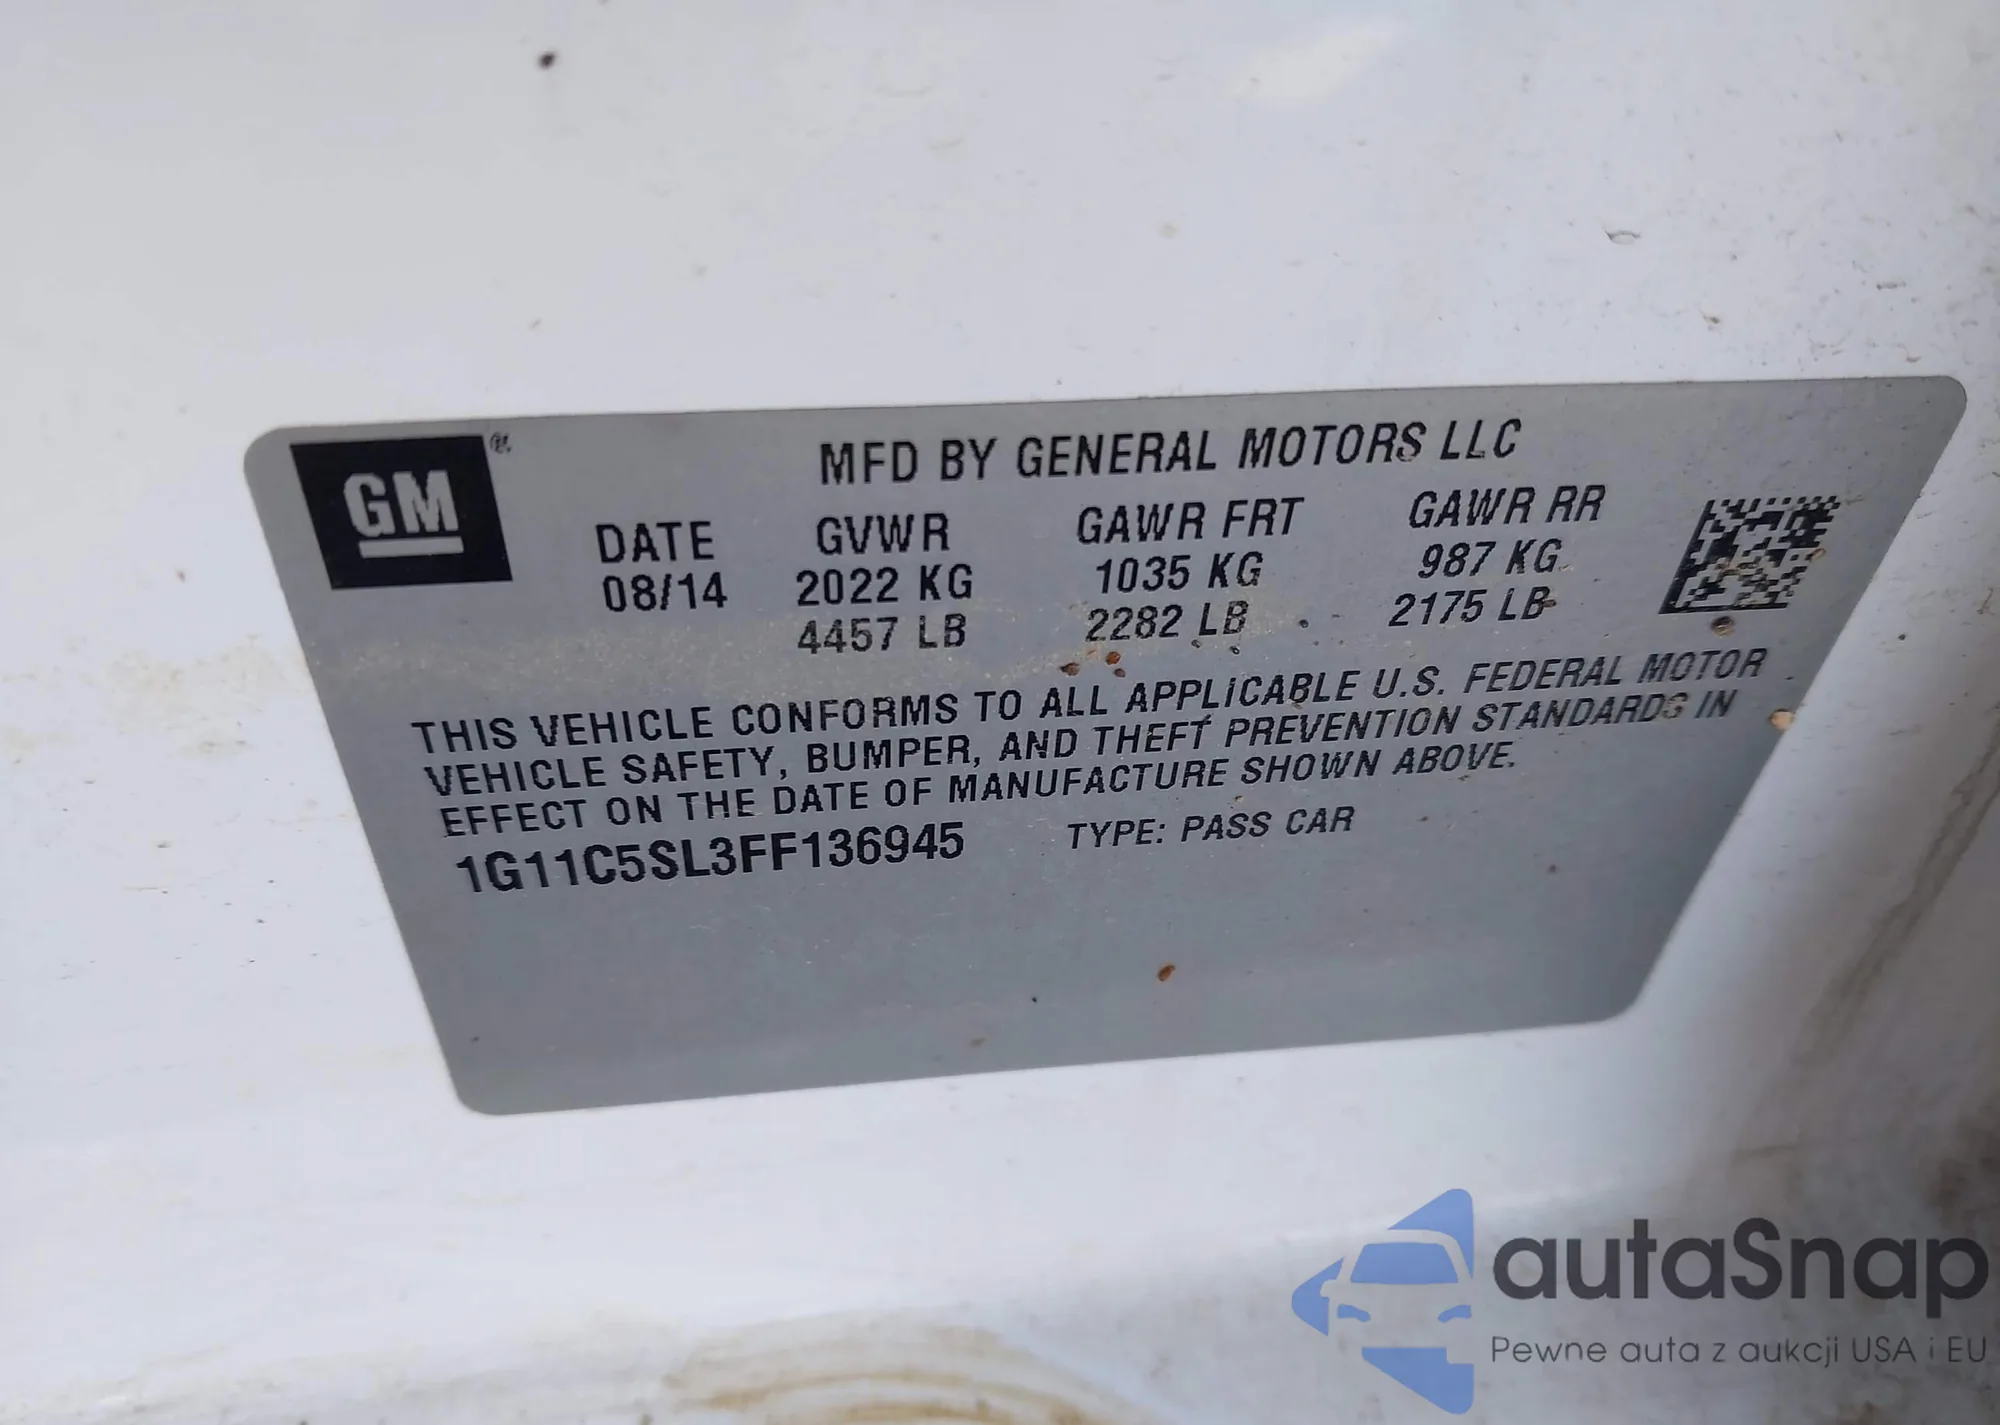 GM ®
MFD BY GENERAL MOTORS LLC
DATE GVWR GAWR FRT GAWR RR
08/14 2022 KG 1035 KG 987 KG
4457 LB 2282 LB 2175 LB
THIS VEHICLE CONFORMS TO ALL APPLICABLE U.S. FEDERAL MOTOR
VEHICLE SAFETY, BUMPER, AND THEFT PREVENTION STANDARDS IN
EFFECT ON THE DATE OF MANUFACTURE SHOWN ABOVE.
1G11C5SL3FF136945 TYPE: PASS CAR
autaSnap
Pewne auta z aukcji USA i EU